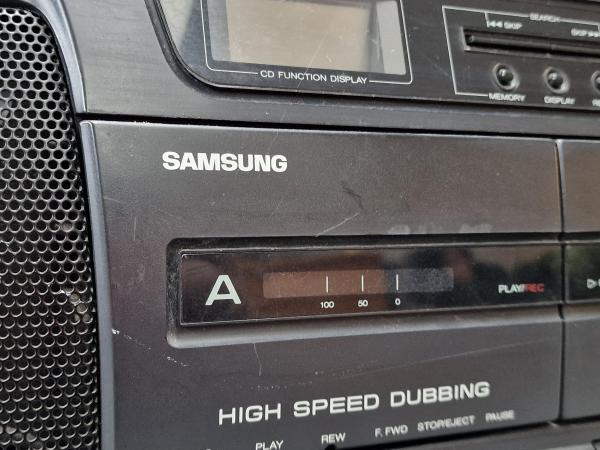 SEARCH
|◀◀ SKIP SKIP ▶▶
MEMORY DISPLAY
CD FUNCTION DISPLAY
SAMSUNG
A
100 50 0
PLAY/REC
HIGH SPEED DUBBING
PLAY REW F. FWD STOP/EJECT PAUSE